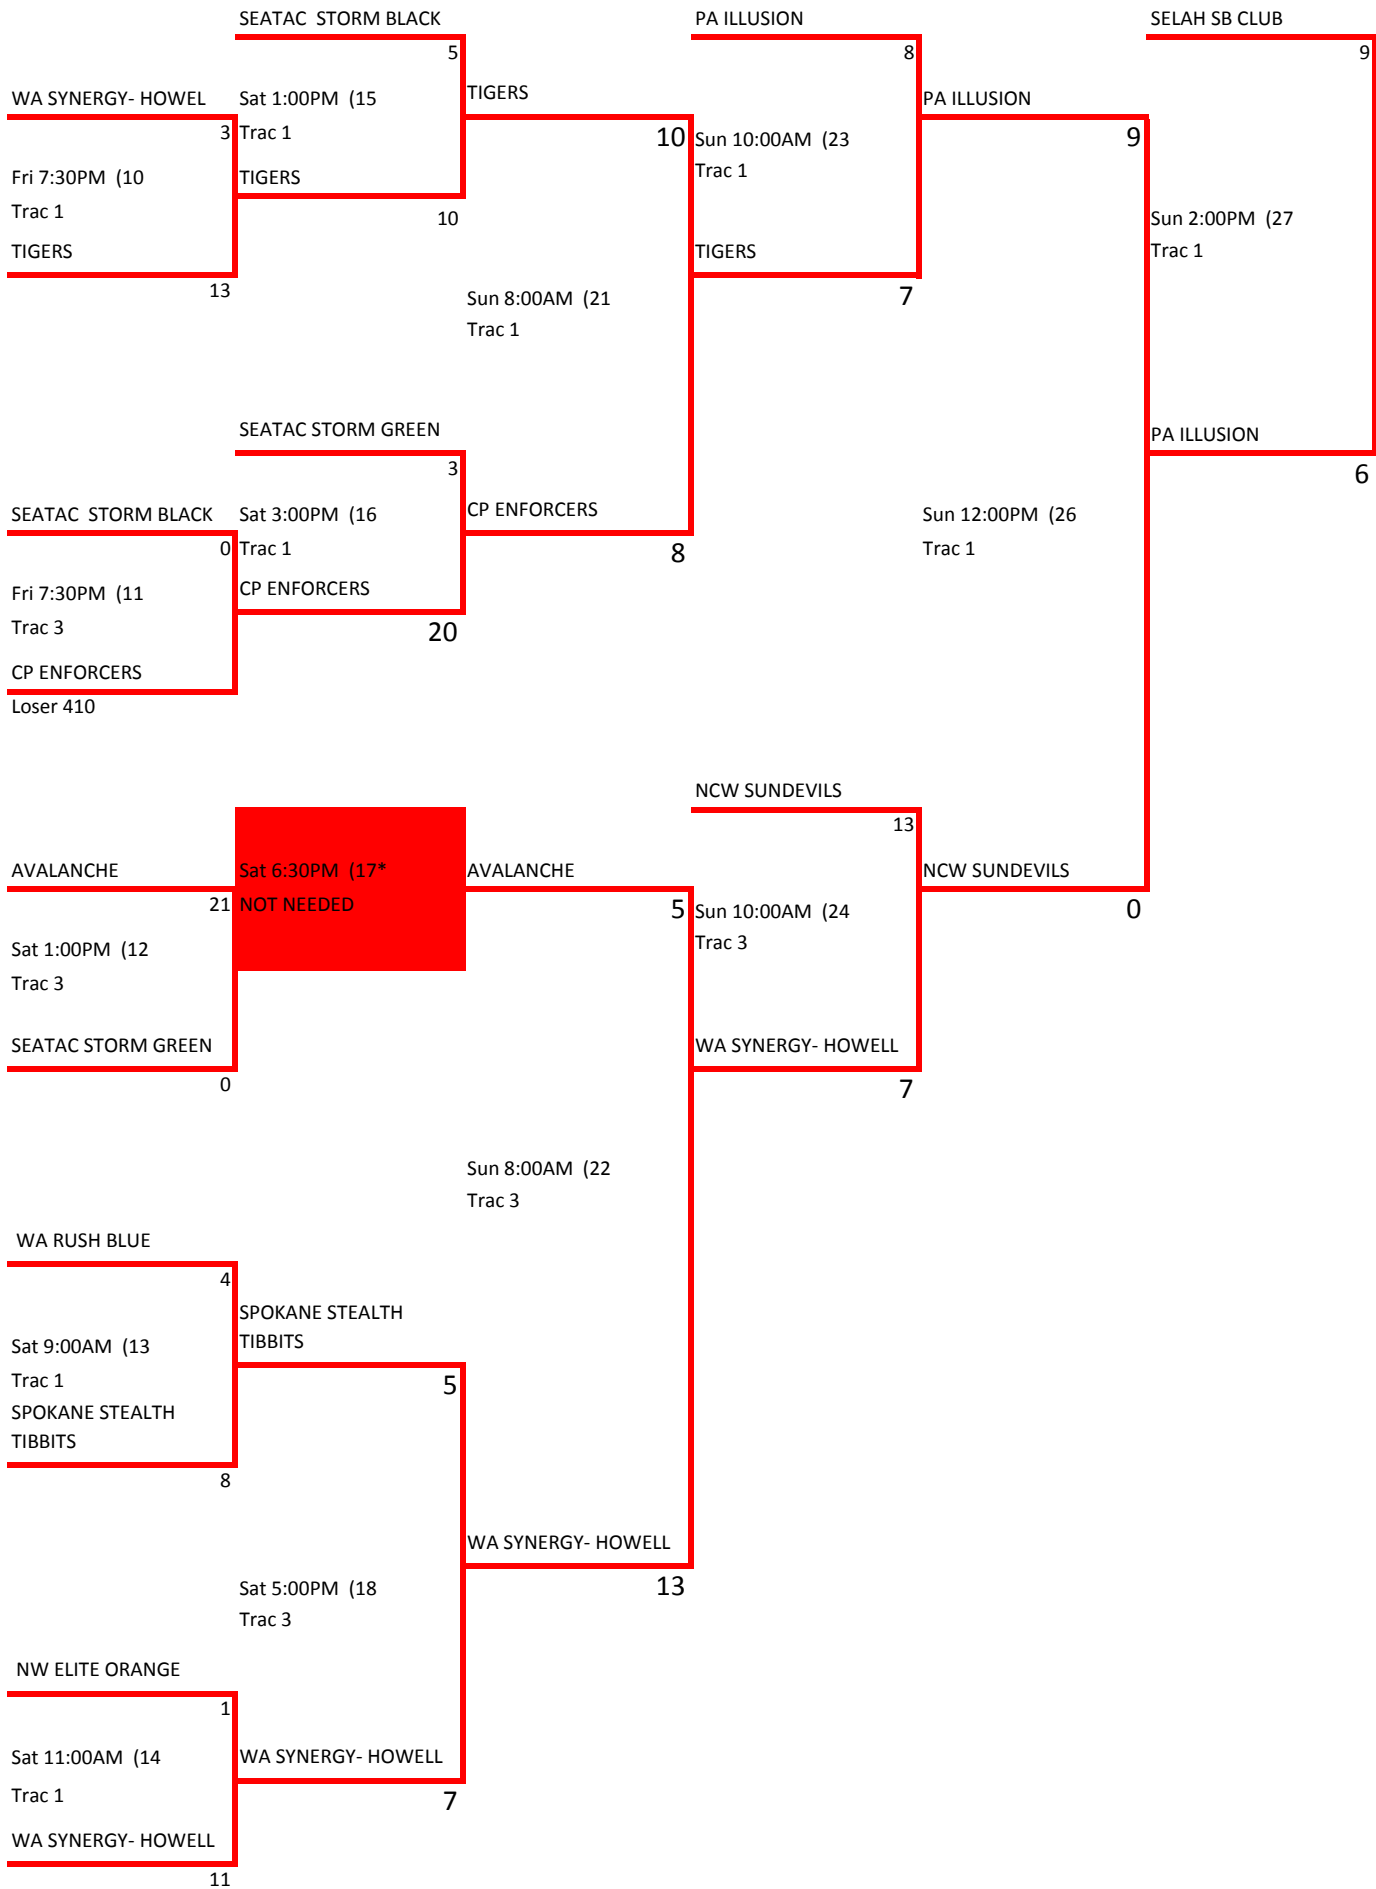 SEATAC  STORM BLACK
PA ILLUSION
SELAH SB CLUB
5
8
9
WA SYNERGY- HOWEL
Sat 1:00PM  (15
TIGERS
PA ILLUSION
3
Trac 1
10
Sun 10:00AM  (23
9
Trac 1
Fri 7:30PM  (10
TIGERS
Trac 1
10
Sun 2:00PM  (27
TIGERS
TIGERS
Trac 1
13
Sun 8:00AM  (21
7
Trac 1
SEATAC STORM GREEN
PA ILLUSION
3
6
SEATAC  STORM BLACK
Sat 3:00PM  (16
CP ENFORCERS
Sun 12:00PM  (26
0
Trac 1
8
Trac 1
Fri 7:30PM  (11
CP ENFORCERS
Trac 3
20
CP ENFORCERS
Loser 410
NCW SUNDEVILS
13
AVALANCHE
Sat 6:30PM  (17*
AVALANCHE
NCW SUNDEVILS
21
NOT NEEDED
5
Sun 10:00AM  (24
0
Sat 1:00PM  (12
Trac 3
Trac 3
SEATAC STORM GREEN
WA SYNERGY- HOWELL
0
7
Sun 8:00AM  (22
Trac 3
WA RUSH BLUE
4
SPOKANE STEALTH
TIBBITS
Sat 9:00AM  (13
Trac 1
5
SPOKANE STEALTH
TIBBITS
8
WA SYNERGY- HOWELL
Sat 5:00PM  (18
13
Trac 3
NW ELITE ORANGE
1
Sat 11:00AM  (14
WA SYNERGY- HOWELL
Trac 1
7
WA SYNERGY- HOWELL
11